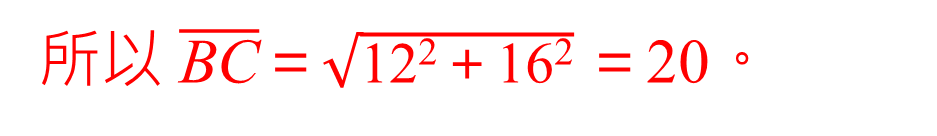 所以 $\overline{BC}=\sqrt{12^2+16^2}=20$。